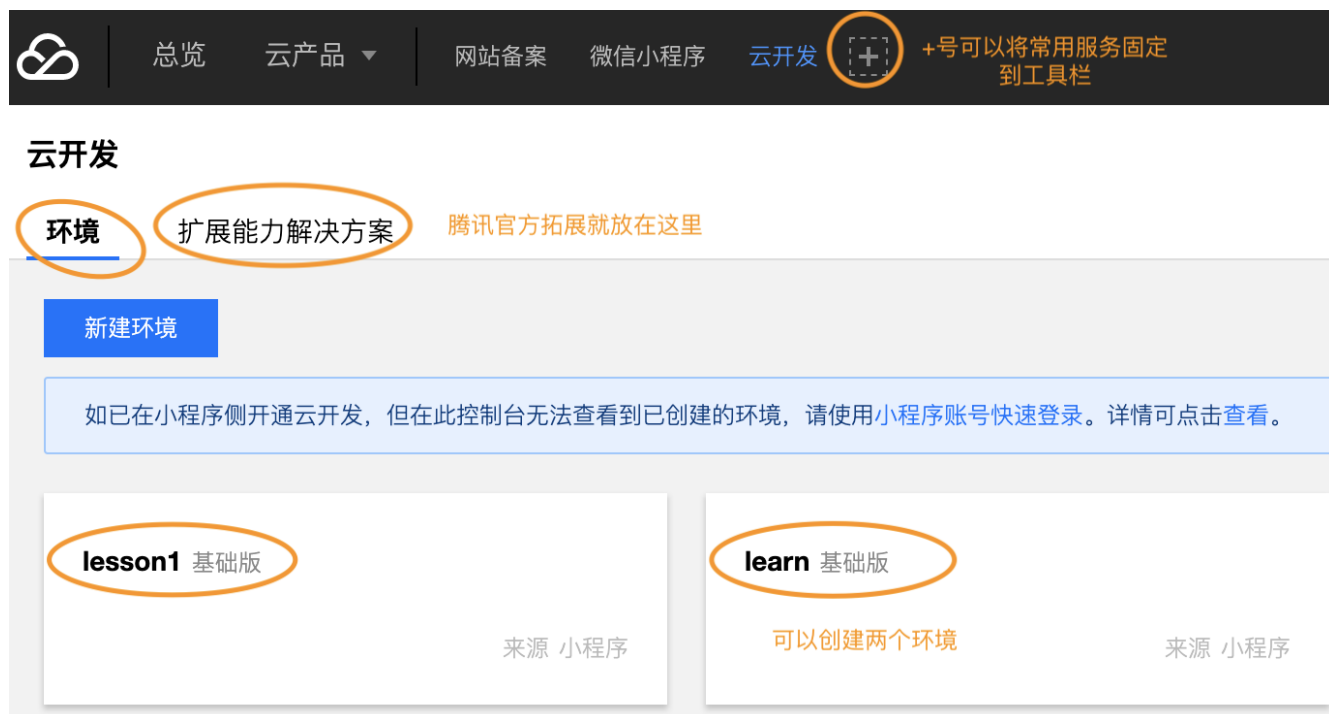 总览 云产品 网站备案 微信小程序 云开发 +号可以将常用服务固定
到工具栏
云开发
环境 扩展能力解决方案 腾讯官方拓展就放在这里
新建环境
如已在小程序侧开通云开发，但在此控制台无法查看到已创建的环境，请使用小程序账号快速登录。详情可点击查看。
lesson1 基础版 learn 基础版
可以创建两个环境
来源 小程序 来源 小程序